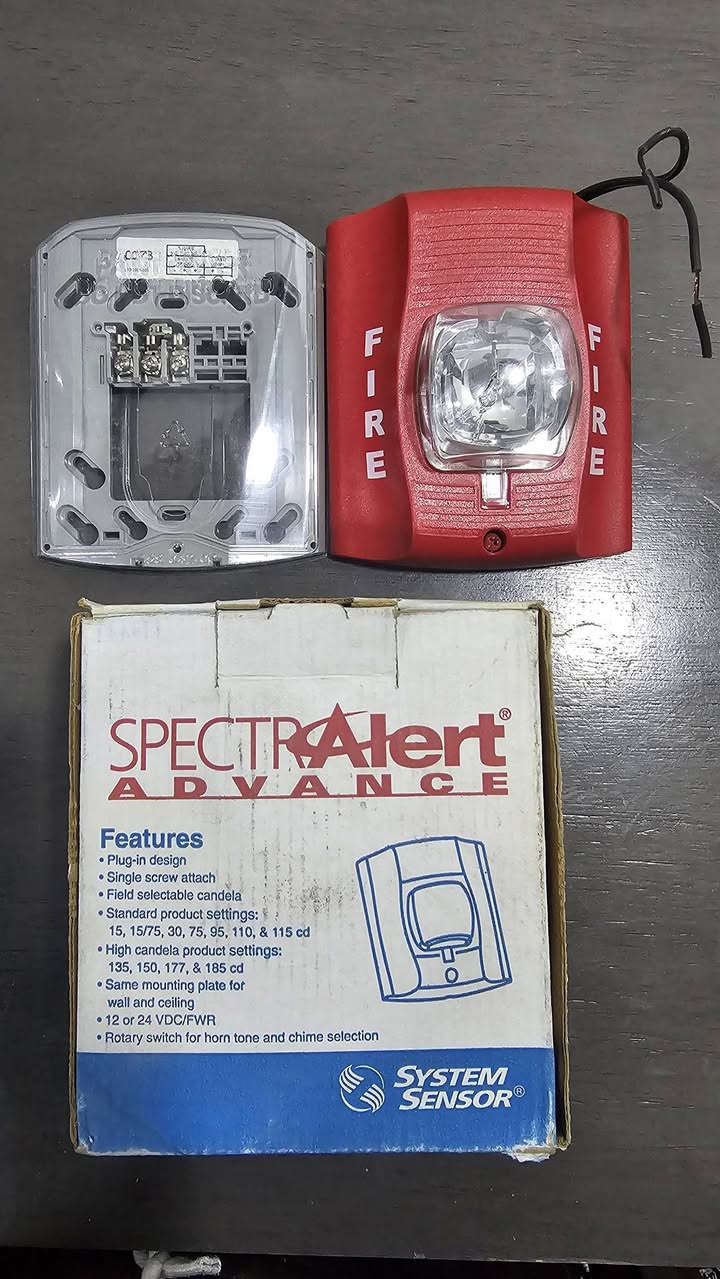 0073
FIRE
FIRE
SPECTRAlert®
ADVANCE
Features
• Plug-in design
• Single screw attach
• Field selectable candela
• Standard product settings:
15, 15/75, 30, 75, 95, 110, & 115 cd
• High candela product settings:
135, 150, 177, & 185 cd
• Same mounting plate for
wall and ceiling
• 12 or 24 VDC/FWR
• Rotary switch for horn tone and chime selection
SYSTEM
SENSOR®